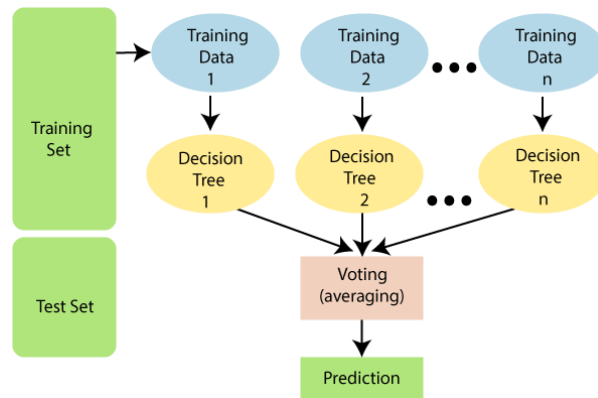 Training
Set
Training
Data
1
Training
Data
2
Training
Data
n
Decision
Tree
1
Decision
Tree
2
Decision
Tree
n
Test Set
Voting
(averaging)
Prediction